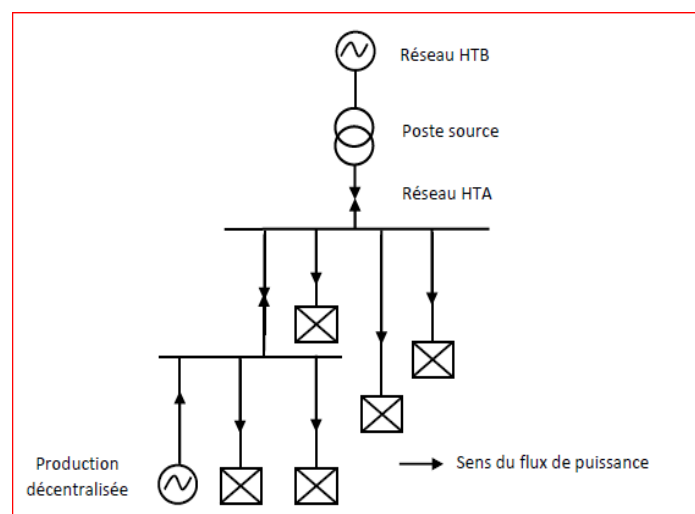 Réseau HTB
Poste source
Réseau HTA
Production
décentralisée
Sens du flux de puissance